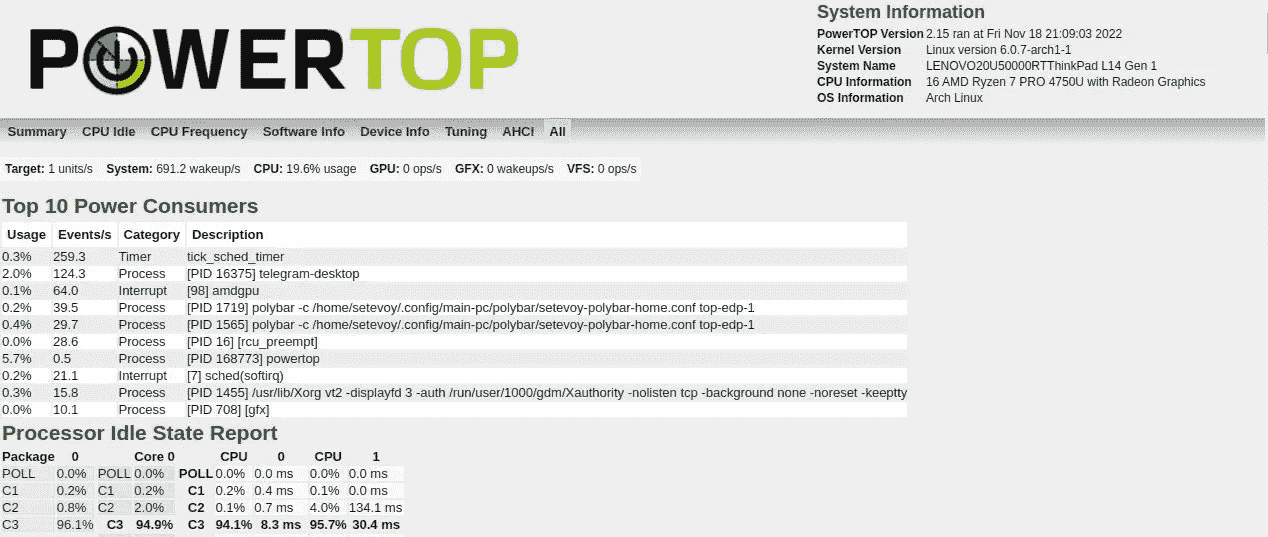 POWERTOP
System Information
PowerTOP Version 2.15 ran at Fri Nov 18 21:09:03 2022
Kernel Version Linux version 6.0.7-arch1-1
System Name LENOVO20U50000RTThinkPad L14 Gen 1
CPU Information 16 AMD Ryzen 7 PRO 4750U with Radeon Graphics
OS Information Arch Linux
Summary CPU Idle CPU Frequency Software Info Device Info Tuning AHCI All
Target: 1 units/s System: 691.2 wakeup/s CPU: 19.6% usage GPU: 0 ops/s GFX: 0 wakeups/s VFS: 0 ops/s
Top 10 Power Consumers
Usage Events/s Category Description
0.3% 259.3 Timer tick_sched_timer
2.0% 124.3 Process [PID 16375] telegram-desktop
0.1% 64.0 Interrupt [98] amdgpu
0.2% 39.5 Process [PID 1719] polybar -c /home/setevoy/.config/main-pc/polybar/setevoy-polybar-home.conf top-edp-1
0.4% 29.7 Process [PID 1565] polybar -c /home/setevoy/.config/main-pc/polybar/setevoy-polybar-home.conf top-edp-1
0.0% 28.6 Process [PID 16] [rcu_preempt]
5.7% 0.5 Process [PID 168773] powertop
0.2% 21.1 Interrupt [7] sched(softirq)
0.3% 15.8 Process [PID 1455] /usr/lib/Xorg vt2 -displayfd 3 -auth /run/user/1000/gdm/Xauthority -nolisten tcp -background none -noreset -keeptty
0.0% 10.1 Process [PID 708] [gfx]
Processor Idle State Report
Package 0 Core 0 CPU 0 CPU 1
POLL 0.0% POLL 0.0% POLL 0.0% 0.0 ms 0.0% 0.0 ms
C1 0.2% C1 0.2% C1 0.2% 0.4 ms 0.1% 0.0 ms
C2 0.8% C2 2.0% C2 0.1% 0.7 ms 4.0% 134.1 ms
C3 96.1% C3 94.9% C3 94.1% 8.3 ms 95.7% 30.4 ms